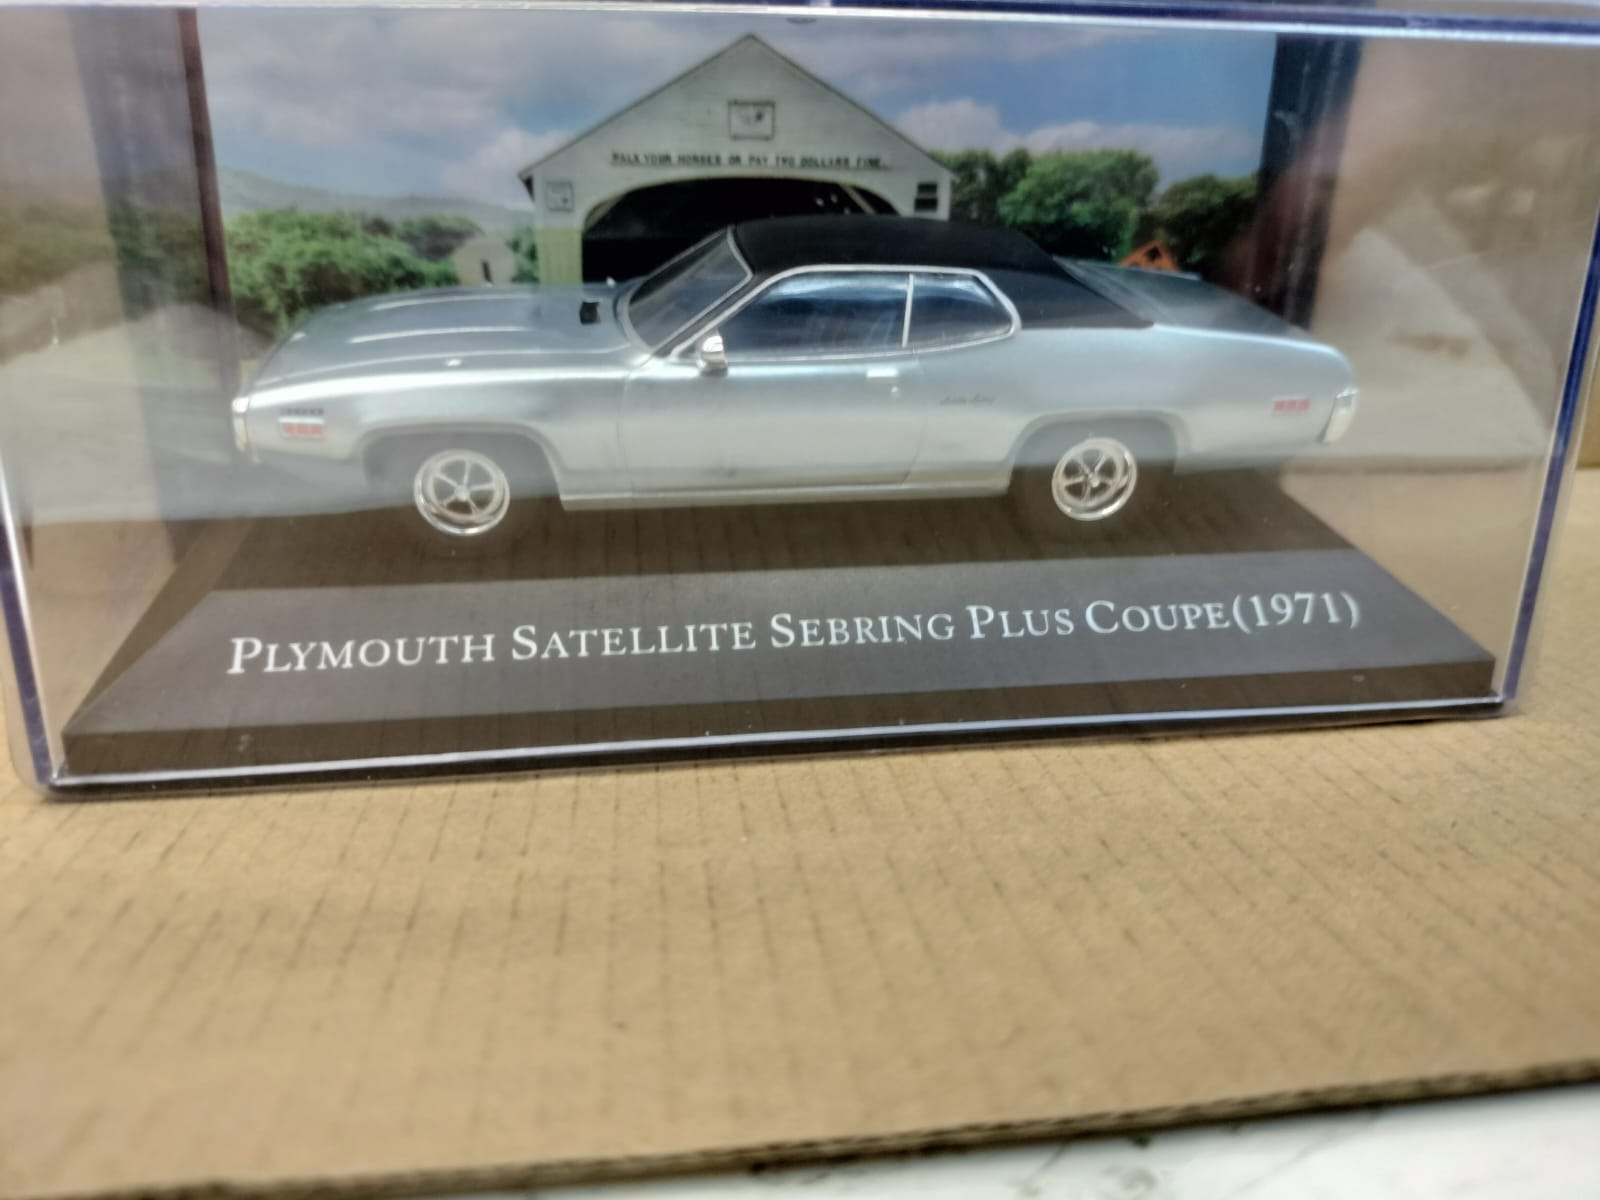 WALK YOUR HORSES OR PAY TWO DOLLARS FINE.
PLYMOUTH SATELLITE SEBRING PLUS COUPE(1971)